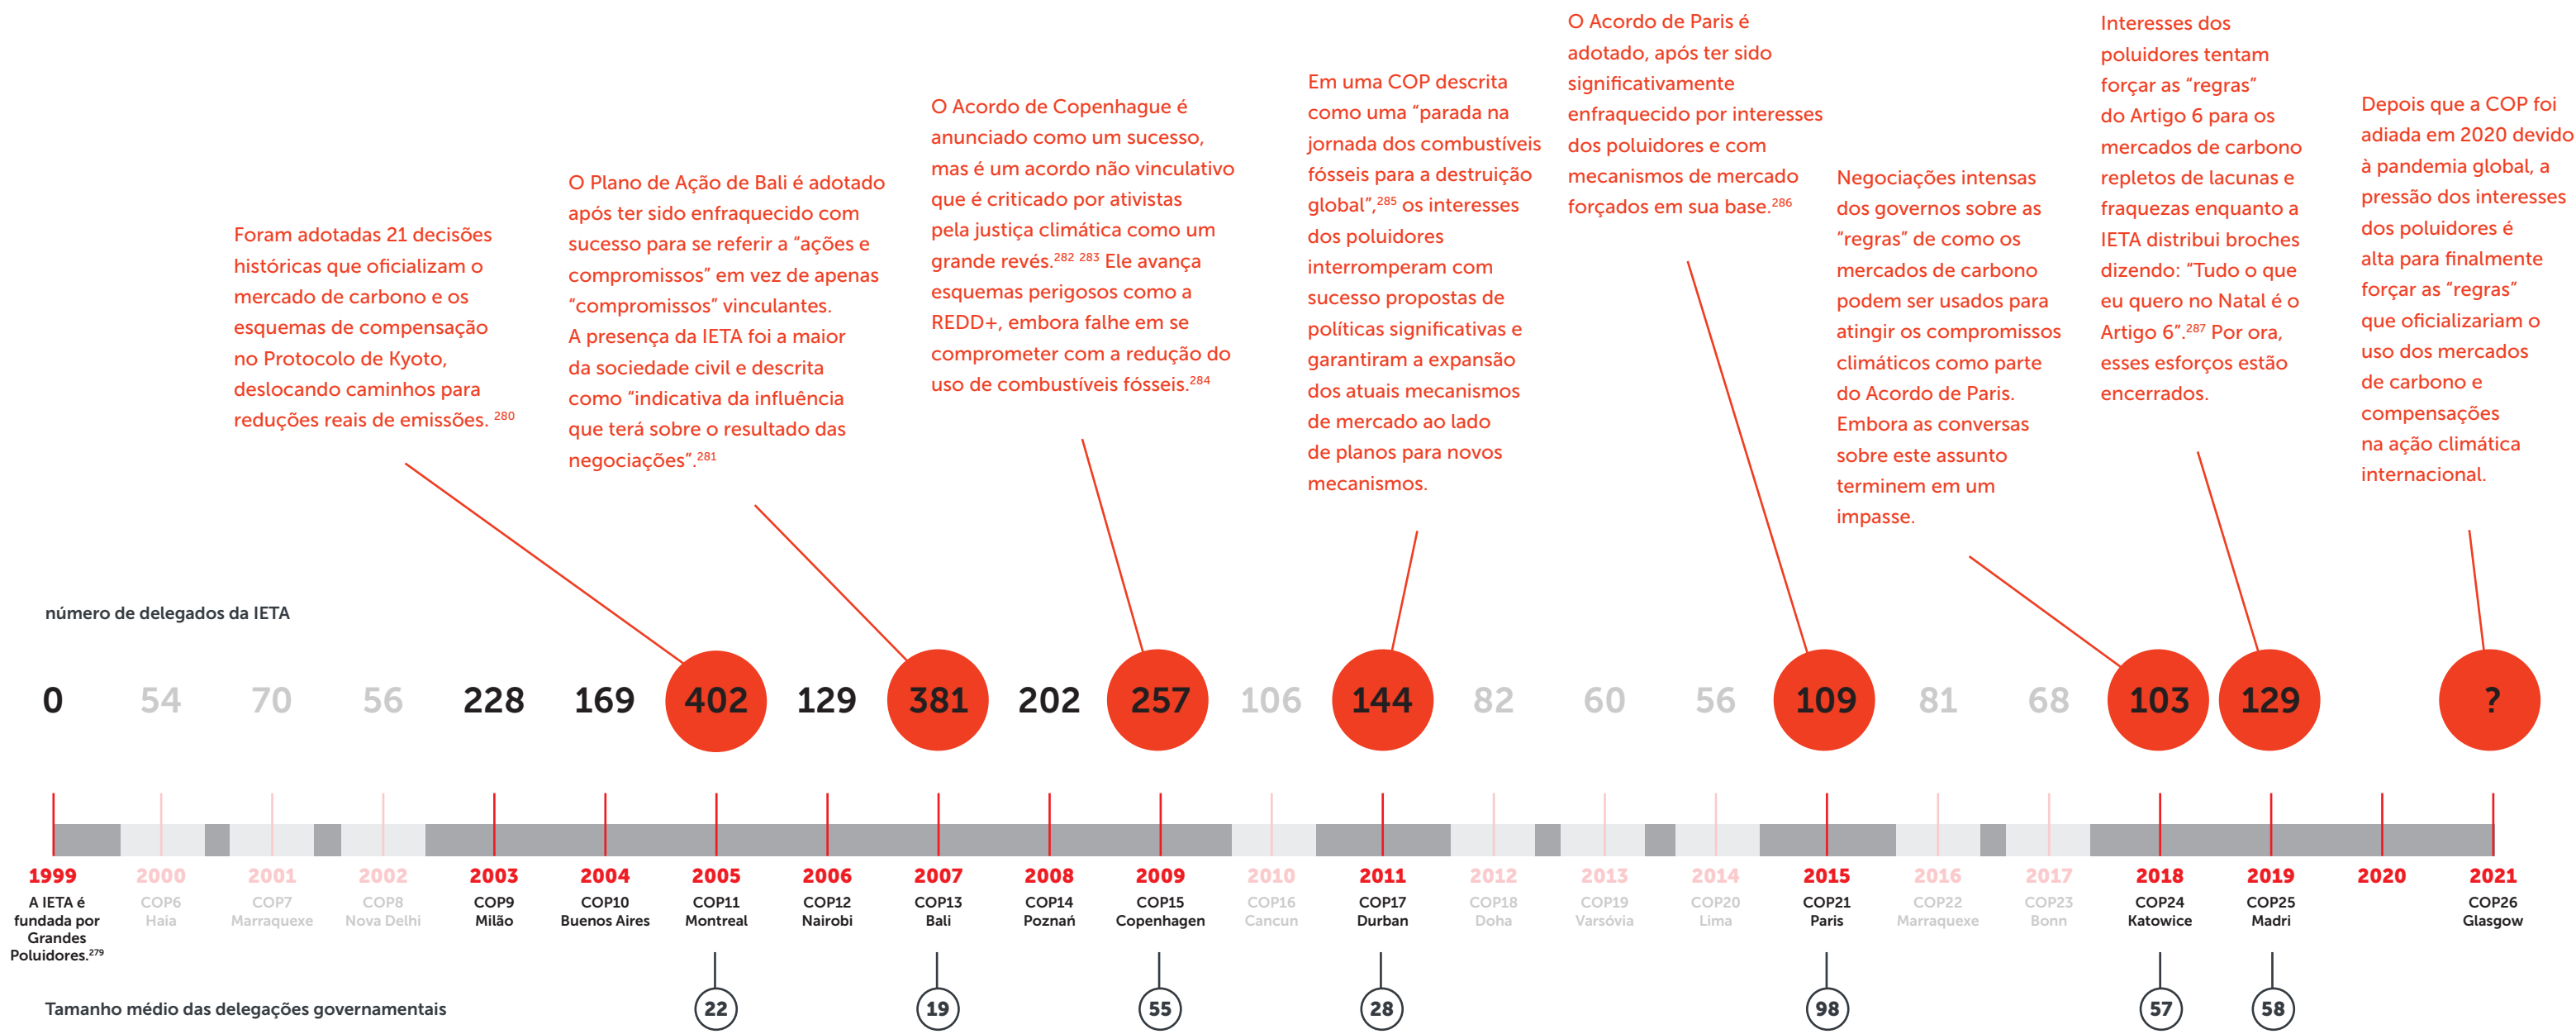 Foram adotadas 21 decisões
históricas que oficializam o
mercado de carbono e os
esquemas de compensação
no Protocolo de Kyoto,
deslocando caminhos para
reduções reais de emissões. 280
O Plano de Ação de Bali é adotado
após ter sido enfraquecido com
sucesso para se referir a “ações e
compromissos” em vez de apenas
“compromissos” vinculantes.
A presença da IETA foi a maior
da sociedade civil e descrita
como “indicativa da influência
que terá sobre o resultado das
negociações”.281
O Acordo de Copenhague é
anunciado como um sucesso,
mas é um acordo não vinculativo
que é criticado por ativistas
pela justiça climática como um
grande revés.282 283 Ele avança
esquemas perigosos como a
REDD+, embora falhe em se
comprometer com a redução do
uso de combustíveis fósseis.284
Em uma COP descrita
como uma “parada na
jornada dos combustíveis
fósseis para a destruição
global”,285 os interesses
dos poluidores
interromperam com
sucesso propostas de
políticas significativas e
garantiram a expansão
dos atuais mecanismos
de mercado ao lado
de planos para novos
mecanismos.
O Acordo de Paris é
adotado, após ter sido
significativamente
enfraquecido por interesses
dos poluidores e com
mecanismos de mercado
forçados em sua base.286
Negociações intensas
dos governos sobre as
“regras” de como os
mercados de carbono
podem ser usados para
atingir os compromissos
climáticos como parte
do Acordo de Paris.
Embora as conversas
sobre este assunto
terminem em um
impasse.
Interesses dos
poluidores tentam
forçar as “regras”
do Artigo 6 para os
mercados de carbono
repletos de lacunas e
fraquezas enquanto a
IETA distribui broches
dizendo: “Tudo o que
eu quero no Natal é o
Artigo 6”.287 Por ora,
esses esforços estão
encerrados.
Depois que a COP foi
adiada em 2020 devido
à pandemia global, a
pressão dos interesses
dos poluidores é
alta para finalmente
forçar as “regras”
que oficializariam o
uso dos mercados
de carbono e
compensações
na ação climática
internacional.
número de delegados da IETA
0 54 70 56 228 169 402 129 381 202 257 106 144 82 60 56 109 81 68 103 129 ?
1999 2000 2001 2002 2003 2004 2005 2006 2007 2008 2009 2010 2011 2012 2013 2014 2015 2016 2017 2018 2019 2020 2021
A IETA é
fundada por
Grandes
Poluidores.279
COP6
Haia
COP7
Marraquexe
COP8
Nova Delhi
COP9
Milão
COP10
Buenos Aires
COP11
Montreal
COP12
Nairobi
COP13
Bali
COP14
Poznań
COP15
Copenhagen
COP16
Cancun
COP17
Durban
COP18
Doha
COP19
Varsóvia
COP20
Lima
COP21
Paris
COP22
Marraquexe
COP23
Bonn
COP24
Katowice
COP25
Madri
COP26
Glasgow
Tamanho médio das delegações governamentais
22 19 55 28 98 57 58